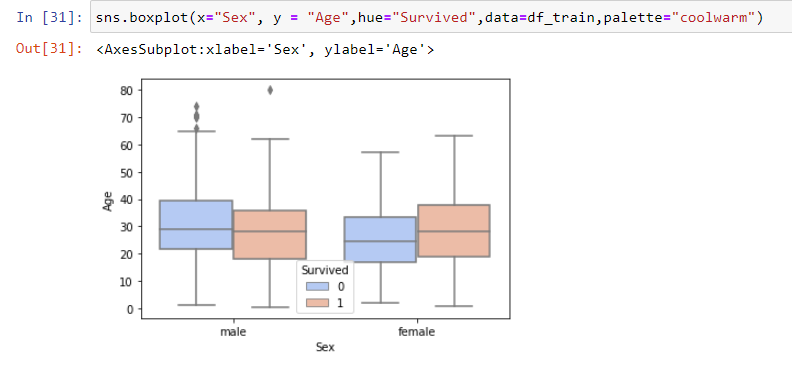 In [31]: sns.boxplot(x="Sex", y = "Age",hue="Survived",data=df_train,palette="coolwarm")
Out[31]: <AxesSubplot:xlabel='Sex', ylabel='Age'>
80
70
60
50
40
30
20
10
0
Age
Survived
0
1
male female
Sex